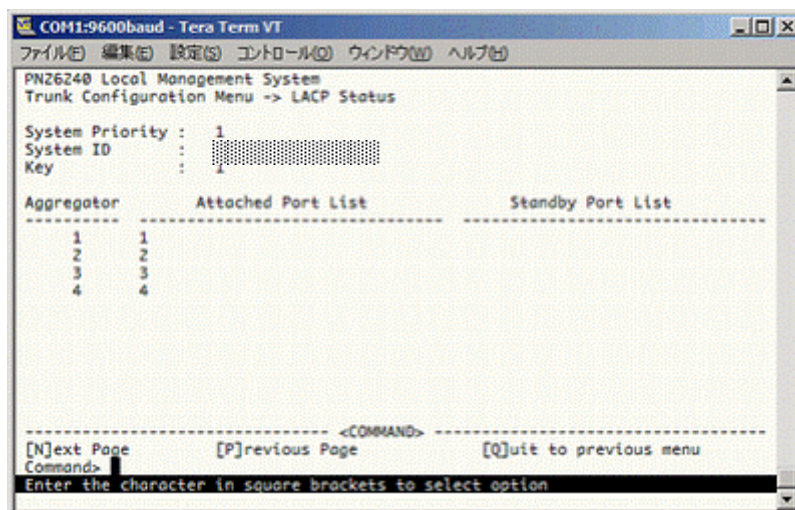 COM1:9600baud - Tera Term VT
ファイル(F) 編集(E) 設定(S) コントロール(O) ウィンドウ(W) ヘルプ(H)
PN26240 Local Management System
Trunk Configuration Menu -> LACP Status
System Priority : 1
System ID :
Key : 1
Aggregator Attached Port List Standby Port List
---------- --------------------------------- ---------------------------------
1 1
2 2
3 3
4 4
--------------------------------- <COMMAND> ------------------------------------
[N]ext Page [P]revious Page [Q]uit to previous menu
Command>
Enter the character in square brackets to select option